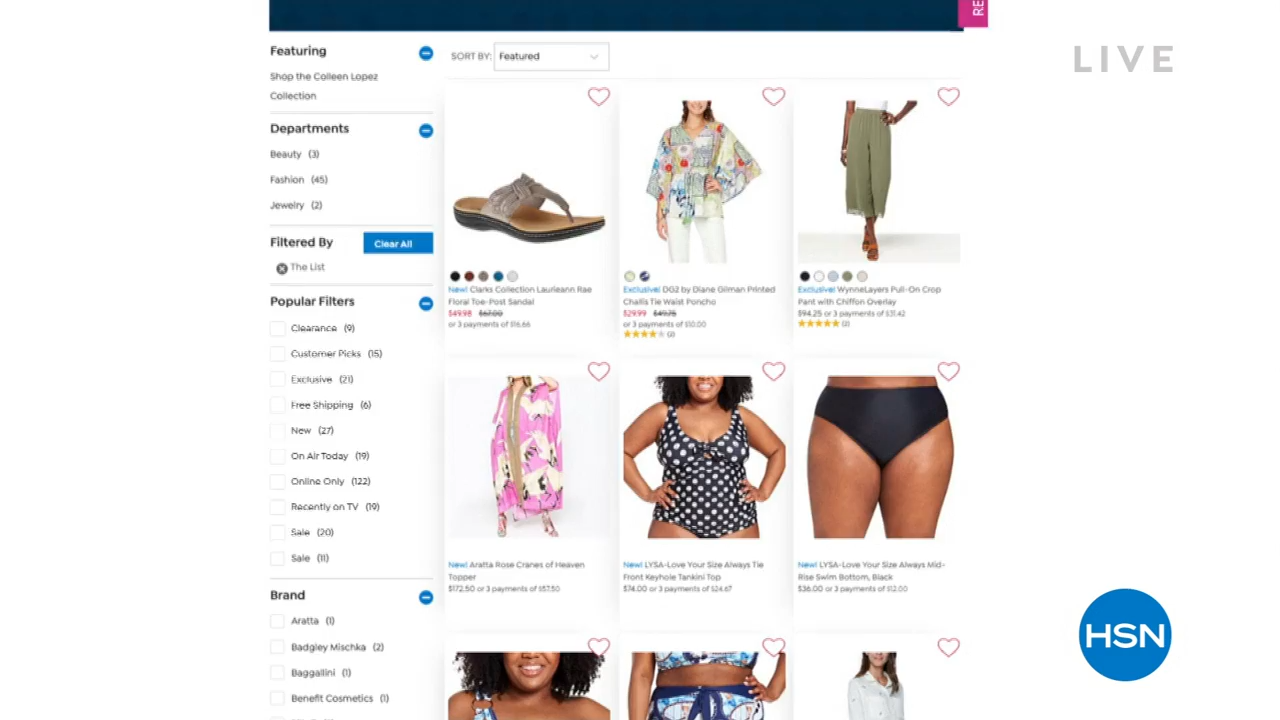 RE
LIVE
Featuring
Shop the Colleen Lopez
Collection
Departments
Beauty (3)
Fashion (45)
Jewelry (2)
Filtered By
Clear All
The List
Popular Filters
Clearance (9)
Customer Picks (15)
Exclusive (21)
Free Shipping (6)
New (27)
On Air Today (19)
Online Only (122)
Recently on TV (19)
Sale (20)
Sale (11)
Brand
Aratta (1)
Badgley Mischka (2)
Baggallini (1)
Benefit Cosmetics (1)
SORT BY: Featured
New! Clarks Collection Laurieann Rae
Floral Toe-Post Sandal
$49.98 $67.00
or 3 payments of $16.66
Exclusive! DG2 by Diane Gilman Printed
Challis Tie Waist Poncho
$29.99 $49.75
or 3 payments of $10.00
(2)
Exclusive! WynneLayers Pull-On Crop
Pant with Chiffon Overlay
$94.25 or 3 payments of $31.42
(2)
New! Aratta Rose Cranes of Heaven
Topper
$172.50 or 3 payments of $57.50
New! LYSA-Love Your Size Always Tie
Front Keyhole Tankini Top
$74.00 or 3 payments of $24.67
New! LYSA-Love Your Size Always Mid-
Rise Swim Bottom, Black
$36.00 or 3 payments of $12.00
HSN